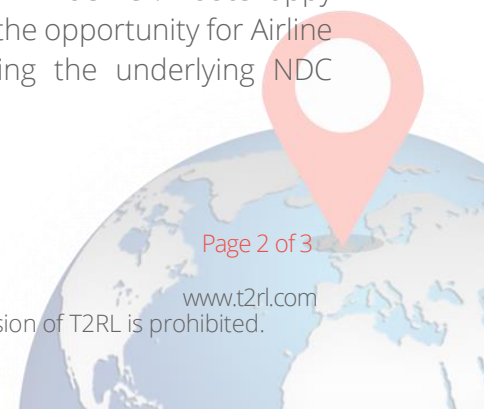 the opportunity for Airline
ing the underlying NDC
Page 2 of 3
www.t2rl.com
sion of T2RL is prohibited.